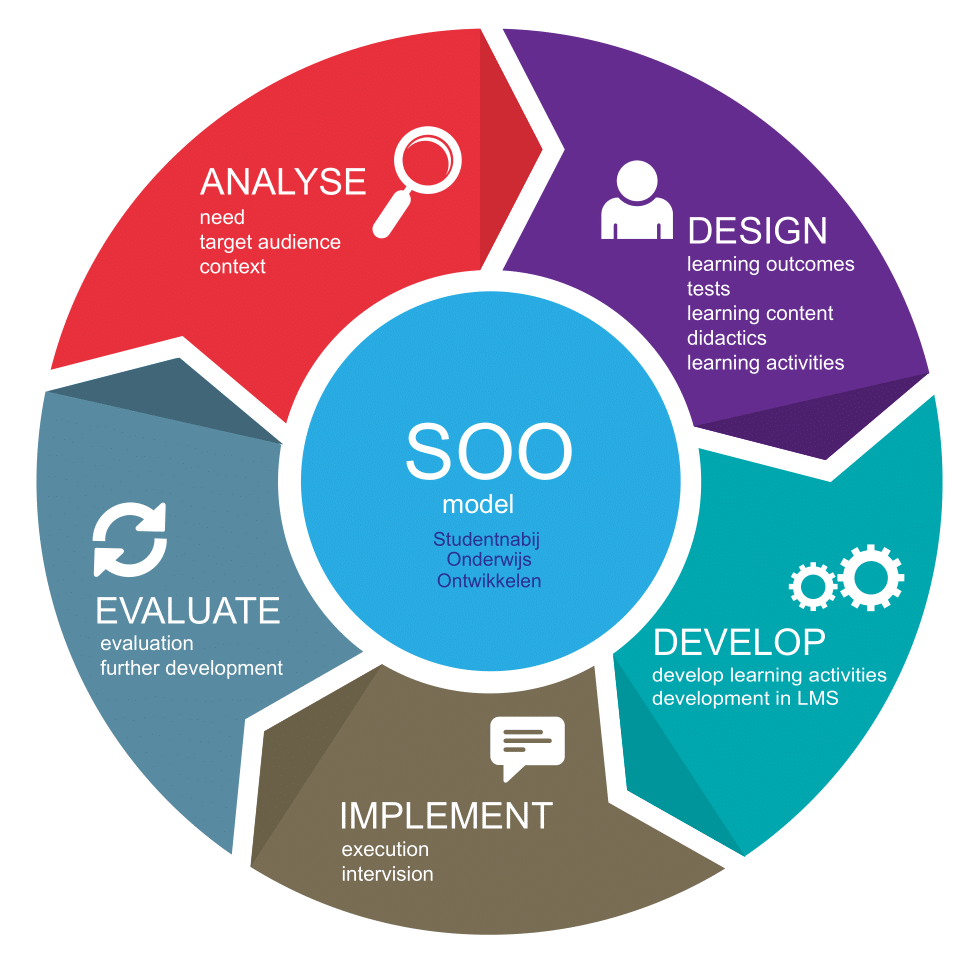 ANALYSE
need
target audience
context
DESIGN
learning outcomes
tests
learning content
didactics
learning activities
SOO
model
Studentnabij
Onderwijs
Ontwikkelen
DEVELOP
develop learning activities
development in LMS
IMPLEMENT
execution
intervision
EVALUATE
evaluation
further development